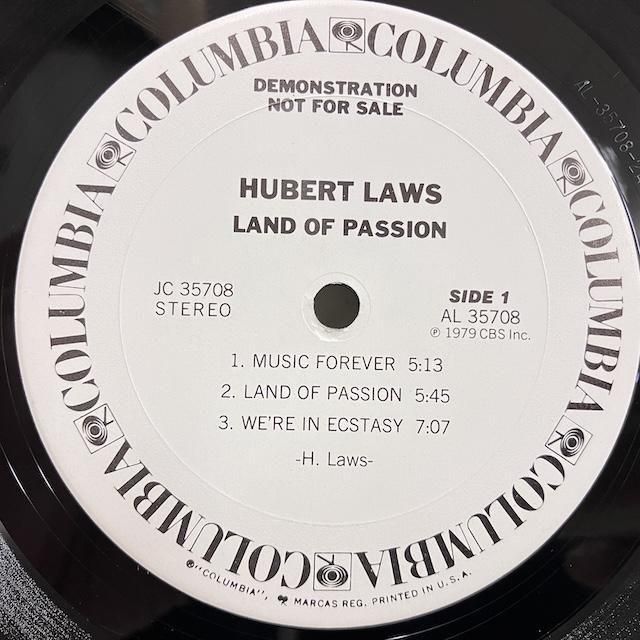 COLUMBIA COLUMBIA COLUMBIA COLUMBIA COLUMBIA COLUMBIA COLUMBIA
DEMONSTRATION
NOT FOR SALE
HUBERT LAWS
LAND OF PASSION
JC 35708
STEREO
SIDE 1
AL 35708
℗ 1979 CBS Inc.
1. MUSIC FOREVER 5:13
2. LAND OF PASSION 5:45
3. WE'RE IN ECSTASY 7:07
-H. Laws-
®"COLUMBIA", MARCAS REG. PRINTED IN U.S.A.